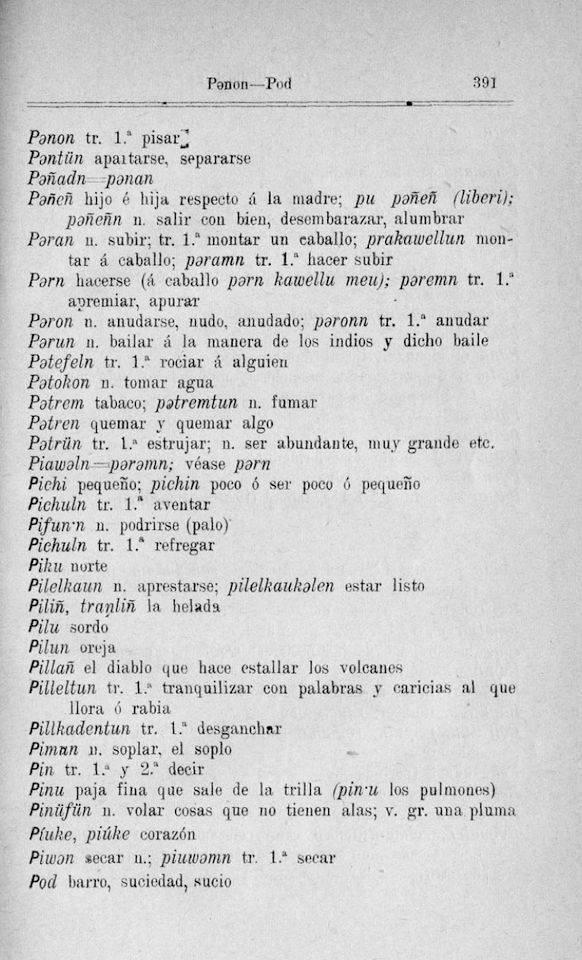 Pənon—Pod 391
Pənon tr. 1.ª pisar
Pəntün apartarse, separarse
Pəñadn=pənan
Pəñeñ hijo é hija respecto á la madre; pu pəñeñ (liberi);
pəñeñn n. salir con bien, desembarazar, alumbrar
Pəran n. subir; tr. 1.ª montar un caballo; prakawellun mon-
tar á caballo; pəramn tr. 1.ª hacer subir
Pərn hacerse (á caballo pərn kawellu meu); pəremn tr. 1.ª
apremiar, apurar
Pəron n. anudarse, nudo, anudado; pəronn tr. 1.ª anudar
Pərun n. bailar á la manera de los indios y dicho baile
Pətefeln tr. 1.ª rociar á alguien
Pətokon n. tomar agua
Pətrem tabaco; pətremtun n. fumar
Pətren quemar y quemar algo
Pətrün tr. 1.ª estrujar; n. ser abundante, muy grande etc.
Piawəln=pərəmn; véase pərn
Pichi pequeño; pichin poco ó ser poco ó pequeño
Pichuln tr. 1.ª aventar
Pifun·n n. podrirse (palo)
Pichuln tr. 1.ª refregar
Piku norte
Pilelkaun n. aprestarse; pilelkaukəlen estar listo
Piliñ, tranliñ la helada
Pilu sordo
Pilun oreja
Pillañ el diablo que hace estallar los volcanes
Pilleltun tr. 1.ª tranquilizar con palabras y caricias al que
llora ó rabia
Pillkadentun tr. 1.ª desganchar
Pimun n. soplar, el soplo
Pin tr. 1.ª y 2.ª decir
Pinu paja fina que sale de la trilla (pin·u los pulmones)
Pinüfün n. volar cosas que no tienen alas; v. gr. una pluma
Píuke, piúke corazón
Piwən secar n.; piuwəmn tr. 1.ª secar
Pod barro, suciedad, sucio